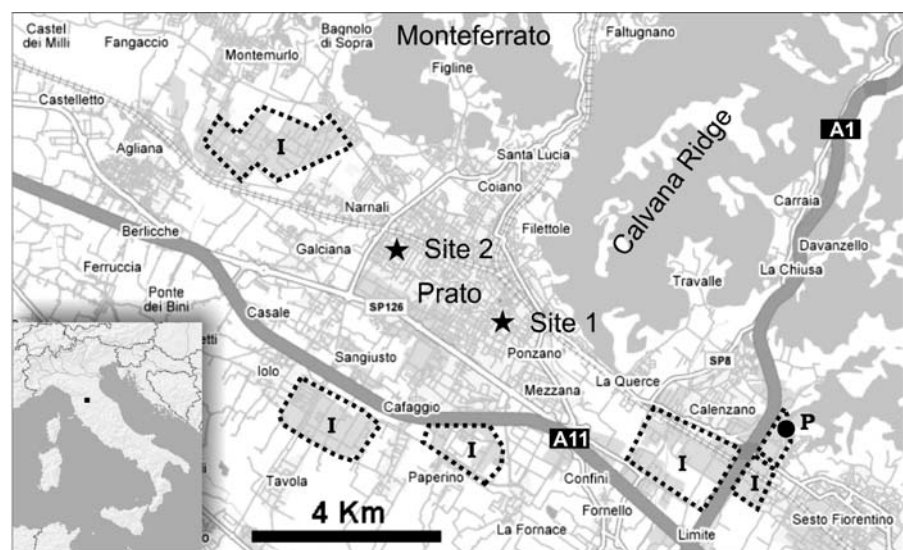 Castel
dei Milli
Fangaccio
Bagnolo
di Sopra
Monteferrato
Faltugnano
Montemurlo
Figline
Castelletto
Agliana
I
A1
Santa Lucia
Coiano
Calvana Ridge
Carraia
Narnali
Filettole
Berlicche
Galciana
Site 2
Davanzello
Ferruccia
Travalle
La Chiusa
Ponte
dei Bini
Prato
SP126
Casale
Site 1
Ponzano
SP8
Sangiusto
Iolo
Mezzana
La Querce
Cafaggio
Calenzano
P
I
I
A11
I
I
Tavola
Paperino
Confini
Fornello
4 Km
La Fornace
Limite
Sesto Fiorentino